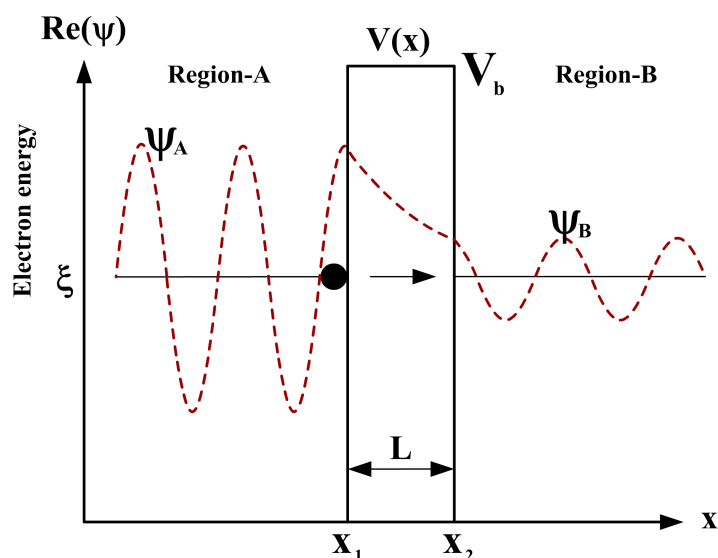 Re(ψ)
V(x)
Region-A
V_b
Region-B
ψ_A
ψ_B
Electron energy
ξ
L
x
x_1
x_2